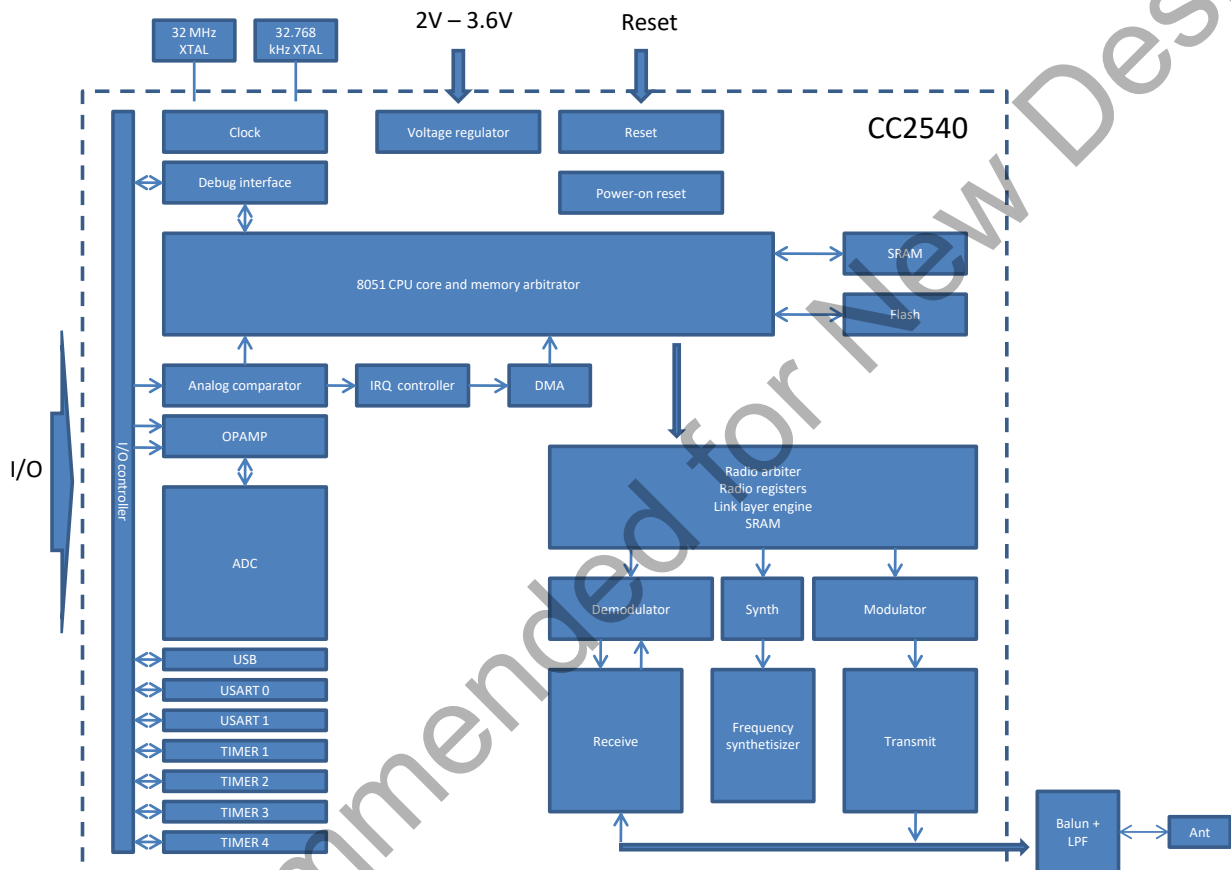 32 MHz
XTAL
32.768
kHz XTAL
2V – 3.6V
Reset
CC2540
Clock
Voltage regulator
Reset
Debug interface
Power-on reset
8051 CPU core and memory arbitrator
SRAM
Flash
Analog comparator
IRQ controller
DMA
OPAMP
I/O
I/O controller
Radio arbiter
Radio registers
Link layer engine
SRAM
ADC
Demodulator
Synth
Modulator
USB
USART 0
USART 1
TIMER 1
TIMER 2
TIMER 3
TIMER 4
Receive
Frequency
synthetisizer
Transmit
Balun +
LPF
Ant
mmended for New Des